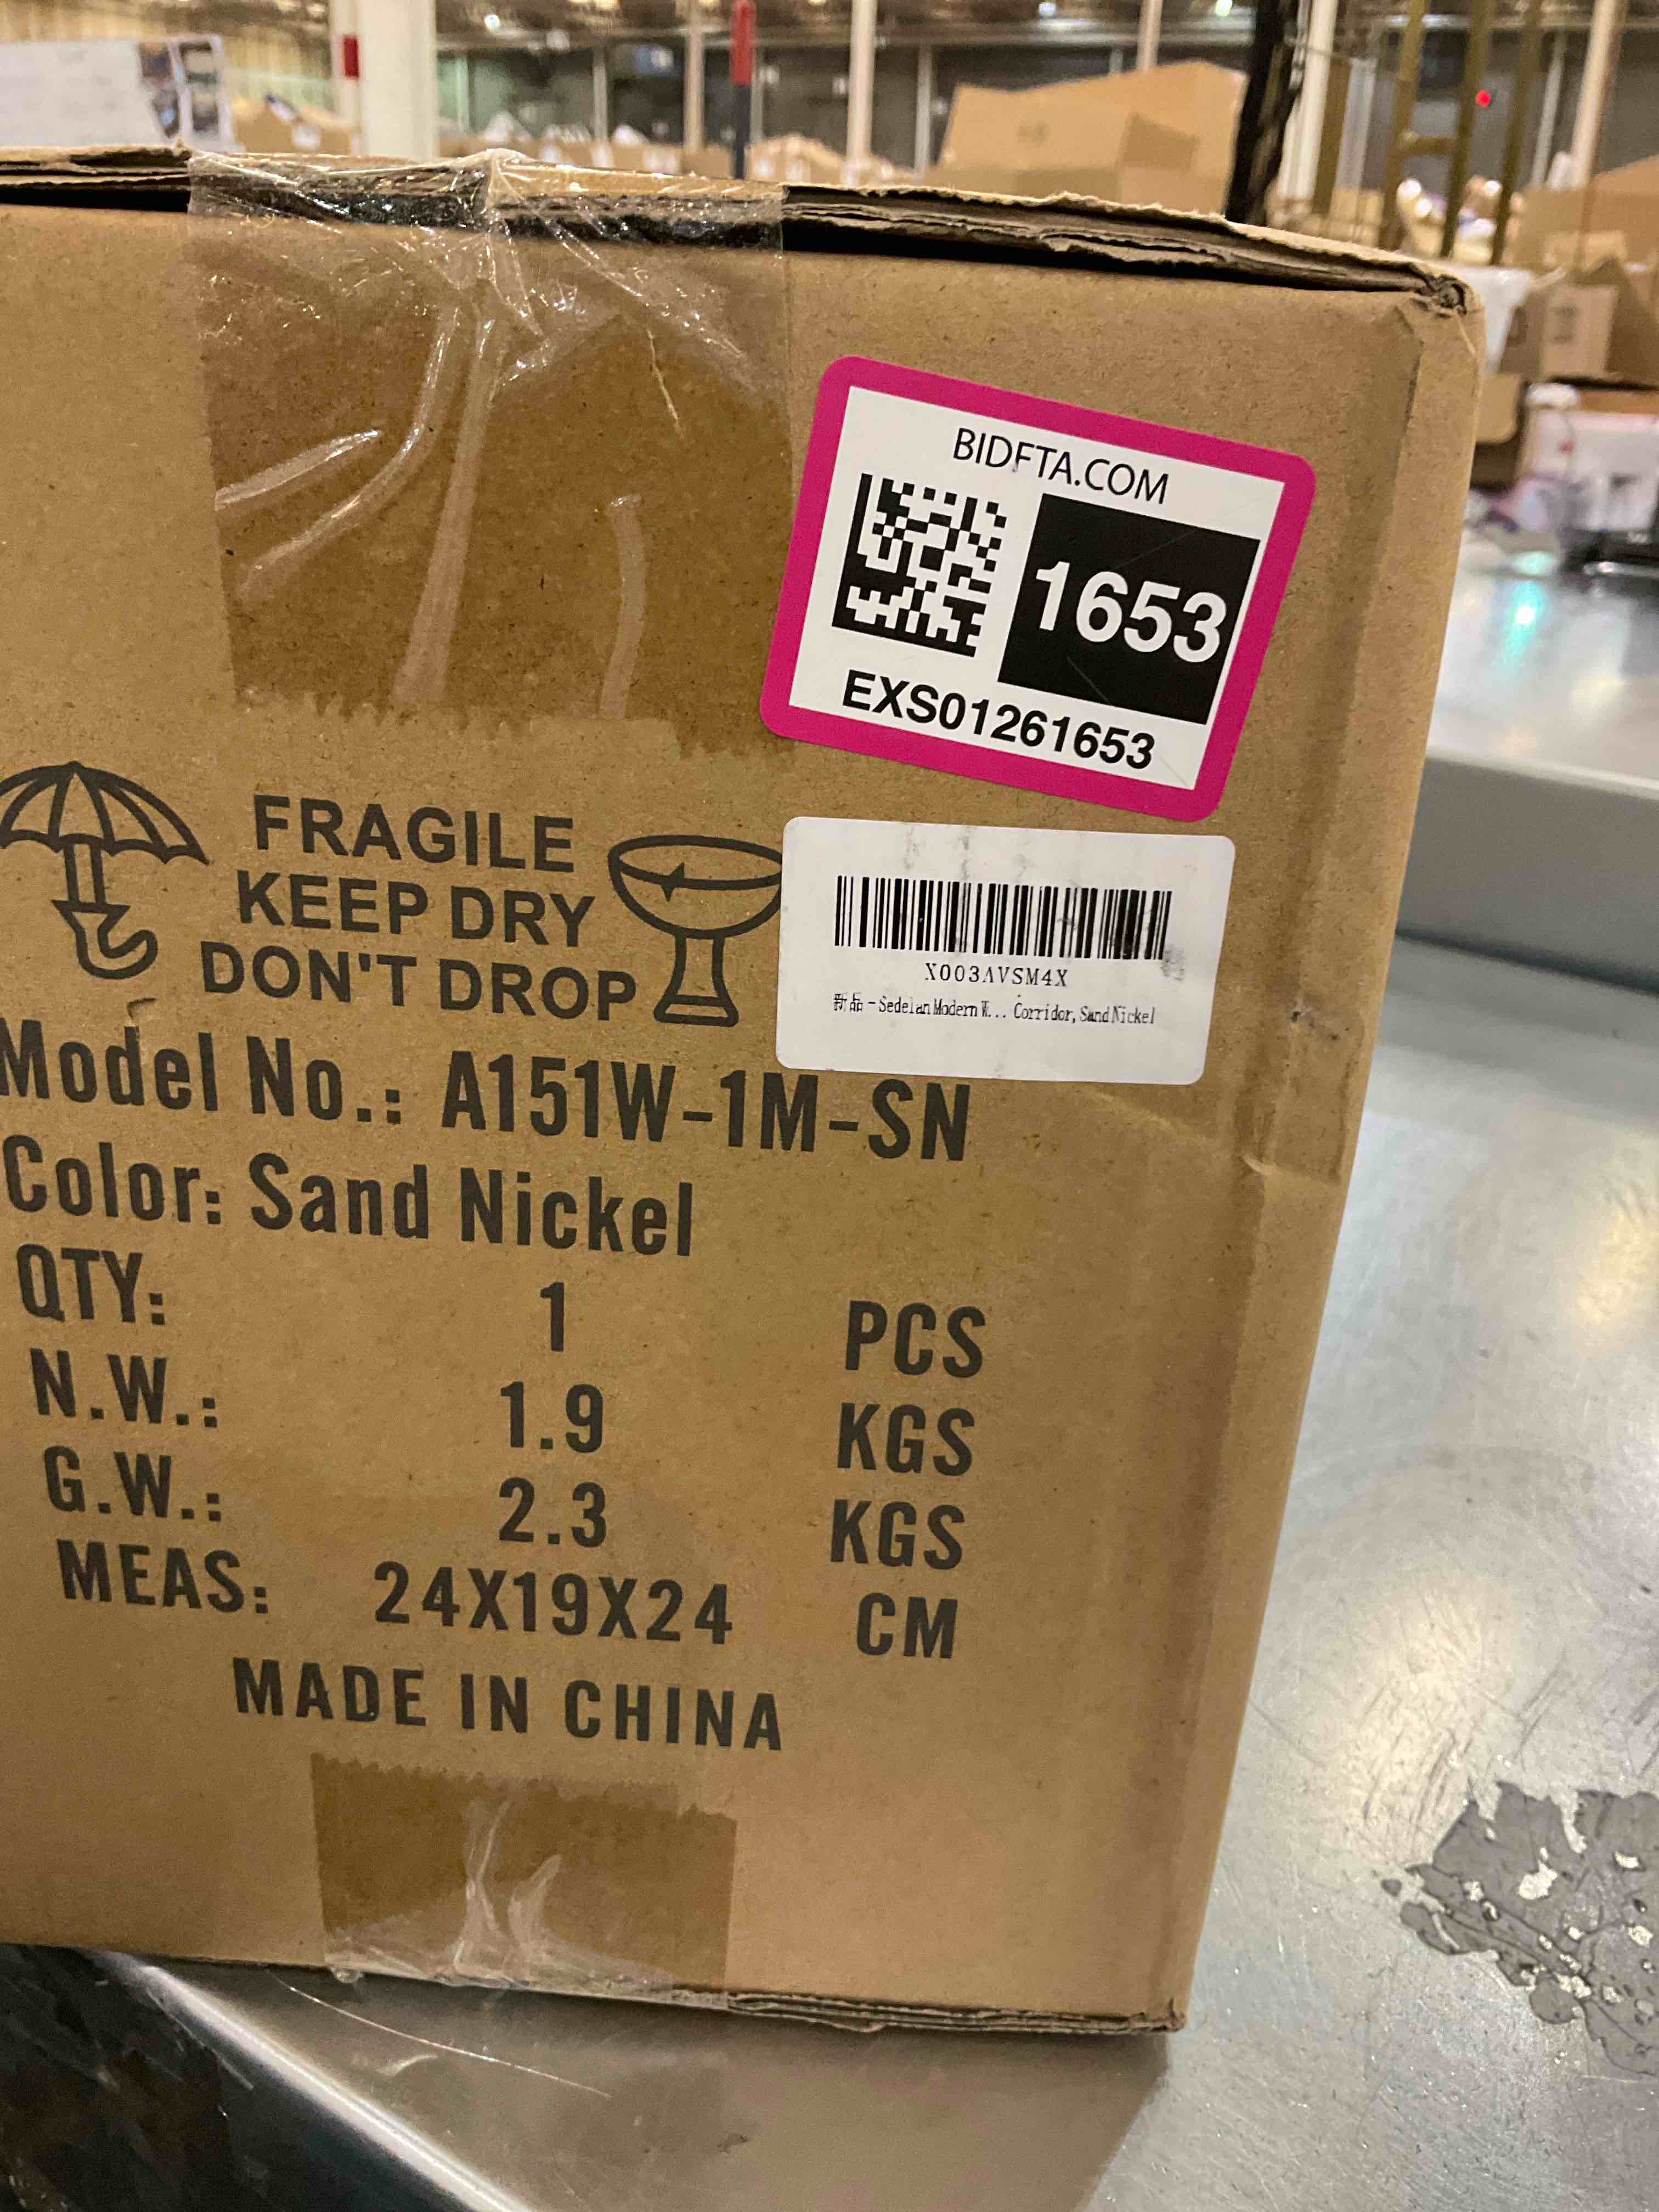 BIDFTA.COM
1653
EXS01261653
FRAGILE
KEEP DRY
DON'T DROP
X003AVSM4X
新品 - Sedelan Modern W... Corridor, Sand Nickel
Model No.: A151W-1M-SN
Color: Sand Nickel
QTY: 1 PCS
N.W.: 1.9 KGS
G.W.: 2.3 KGS
MEAS: 24X19X24 CM
MADE IN CHINA